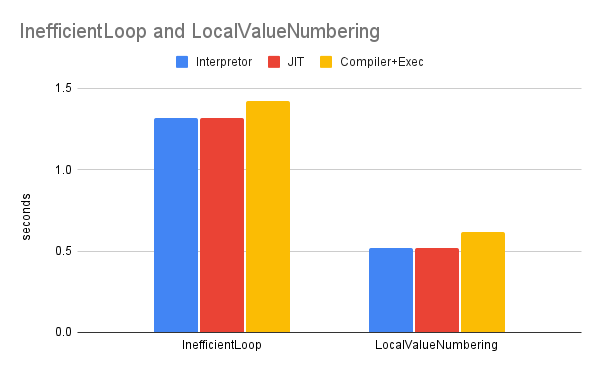 InefficientLoop and LocalValueNumbering
Interpretor JIT Compiler+Exec
1.5
1.0
0.5
0.0
seconds
InefficientLoop LocalValueNumbering